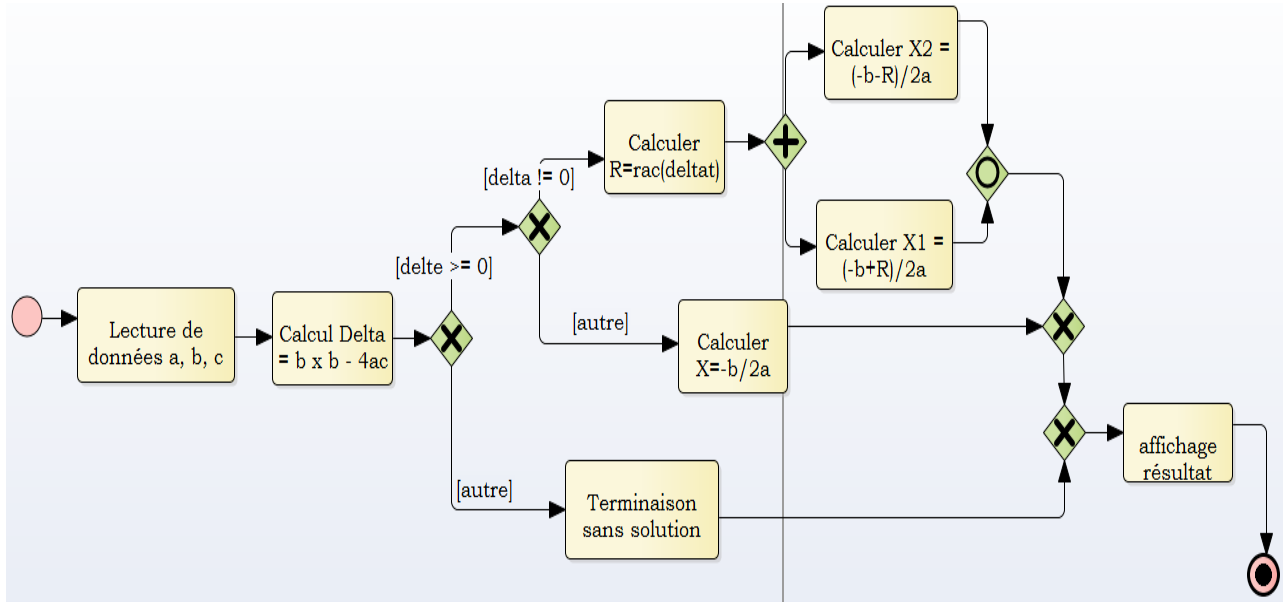 Calculer X2 =
(-b-R)/2a
Calculer
R=rac(deltat)
[delta != 0]
Calculer X1 =
(-b+R)/2a
[delte >= 0]
Lecture de
données a, b, c
Calcul Delta
= b x b - 4ac
[autre]
Calculer
X=-b/2a
affichage
résultat
[autre]
Terminaison
sans solution